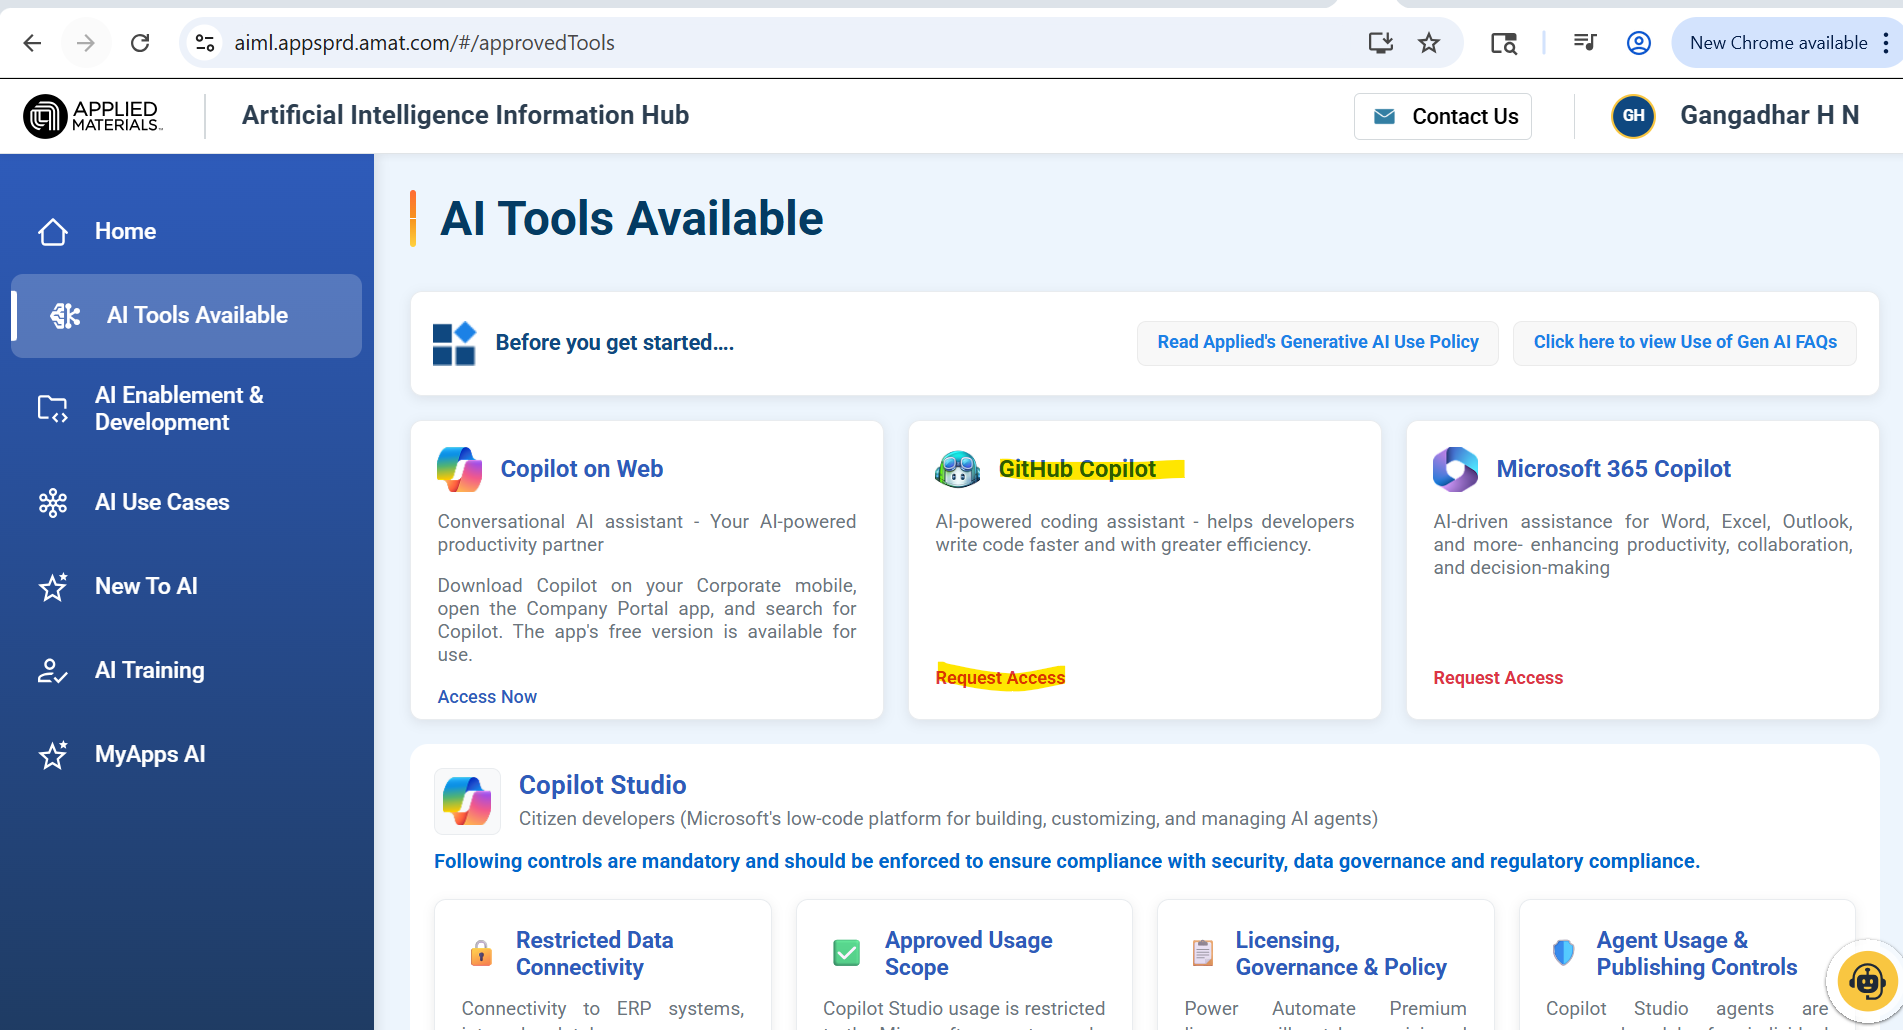 aiml.appsprd.amat.com/#/approvedTools
New Chrome available
APPLIED
MATERIALS
Artificial Intelligence Information Hub
Contact Us
GH
Gangadhar H N
Home
AI Tools Available
AI Enablement &
Development
AI Use Cases
New To AI
AI Training
MyApps AI
AI Tools Available
Before you get started....
Read Applied's Generative AI Use Policy
Click here to view Use of Gen AI FAQs
Copilot on Web
Conversational AI assistant - Your AI-powered
productivity partner
Download Copilot on your Corporate mobile,
open the Company Portal app, and search for
Copilot. The app's free version is available for
use.
Access Now
GitHub Copilot
AI-powered coding assistant - helps developers
write code faster and with greater efficiency.
Request Access
Microsoft 365 Copilot
AI-driven assistance for Word, Excel, Outlook,
and more- enhancing productivity, collaboration,
and decision-making
Request Access
Copilot Studio
Citizen developers (Microsoft's low-code platform for building, customizing, and managing AI agents)
Following controls are mandatory and should be enforced to ensure compliance with security, data governance and regulatory compliance.
Restricted Data
Connectivity
Connectivity to ERP systems,
Approved Usage
Scope
Copilot Studio usage is restricted
Licensing,
Governance & Policy
Power Automate Premium
Agent Usage &
Publishing Controls
Copilot Studio agents are